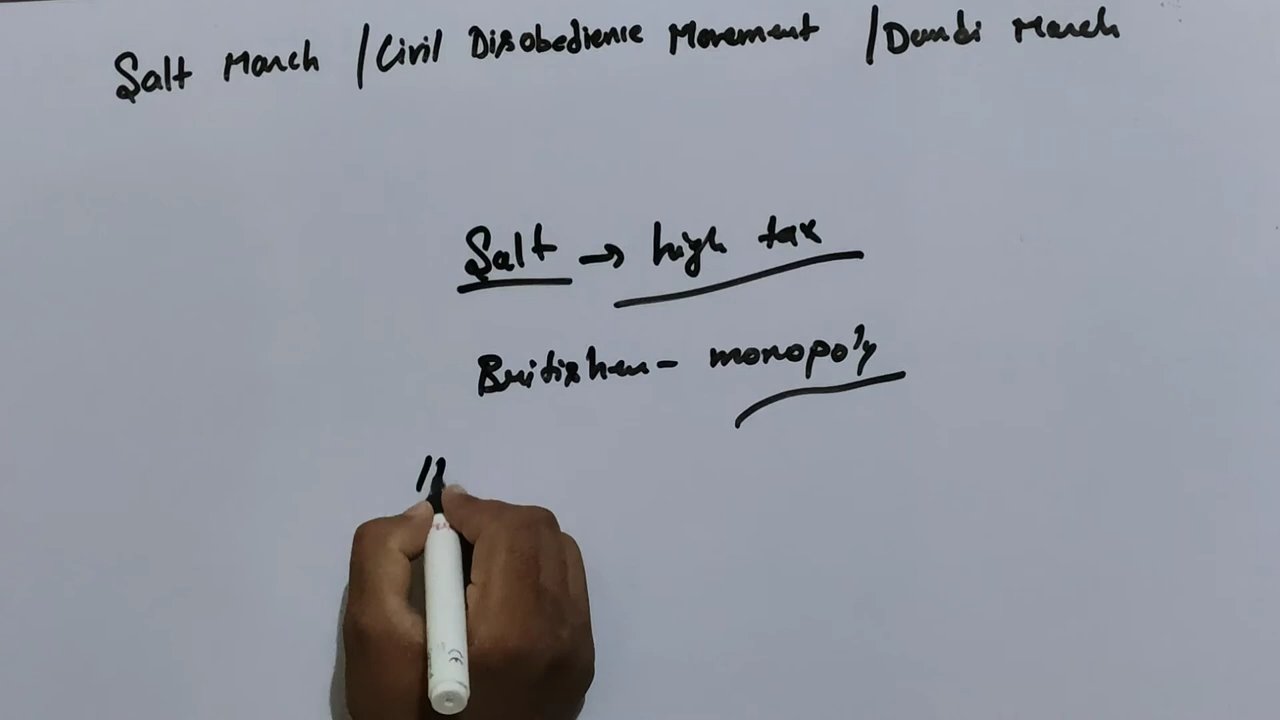 Salt March / Civil Disobedience Movement / Dandi March
Salt → high tax
Britishers - monopoly